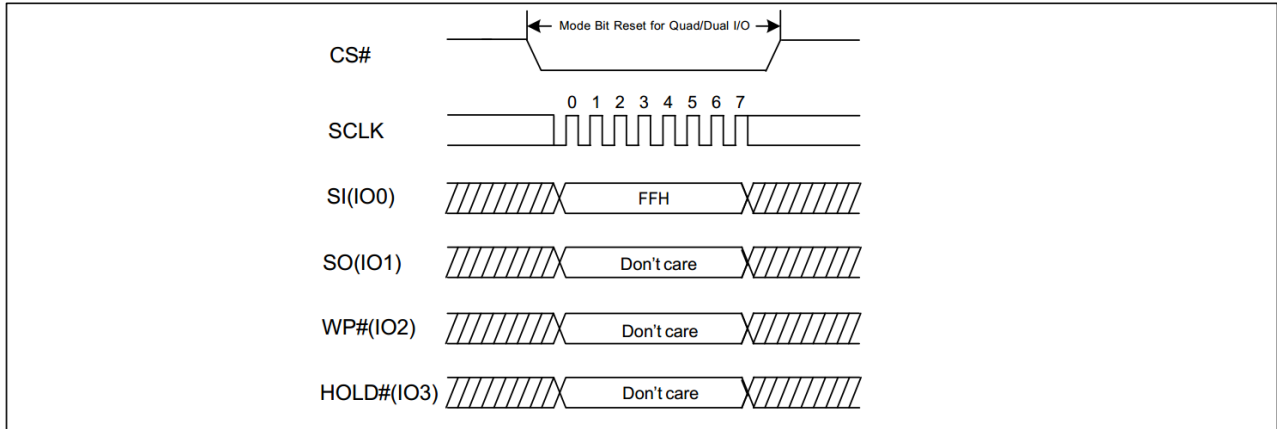 Mode Bit Reset for Quad/Dual I/O
CS#
0 1 2 3 4 5 6 7
SCLK
SI(IO0) FFH
SO(IO1) Don't care
WP#(IO2) Don't care
HOLD#(IO3) Don't care